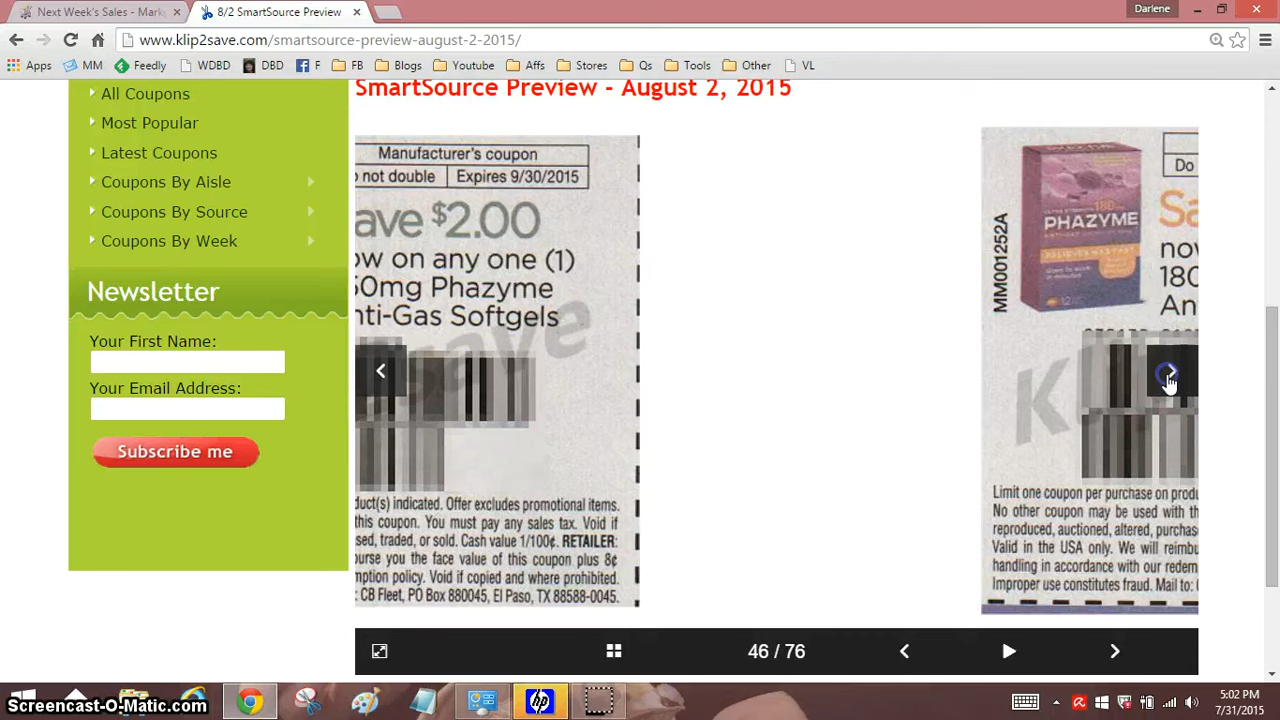 Next Week's Sales - Mark
8/2 SmartSource Preview
Darlene
www.klip2save.com/smartsource-preview-august-2-2015/
Apps
MM
Feedly
WDBD
DBD
F
FB
Blogs
Youtube
Affs
Stores
Qs
Tools
Other
VL
All Coupons
Most Popular
Latest Coupons
Coupons By Aisle
Coupons By Source
Coupons By Week
Newsletter
Your First Name:
Your Email Address:
Subscribe me
SmartSource Preview - August 2, 2015
Manufacturer's coupon
o not double Expires 9/30/2015
ave $2.00
ow on any one (1)
50mg Phazyme
nti-Gas Softgels
duct(s) indicated. Offer excludes promotional items.
this coupon. You must pay any sales tax. Void if
sed, traded, or sold. Cash value 1/100¢. RETAILER:
urse you the face value of this coupon plus 8¢
mption policy. Void if copied and where prohibited.
: CB Fleet, PO Box 880045, El Paso, TX 88588-0045.
MM001252A
PHAZYME
180
Do
Sa
nov
180
An
Limit one coupon per purchase on produ
No other coupon may be used with th
reproduced, auctioned, altered, purchas
Valid in the USA only. We will reimbu
handling in accordance with our redem
Improper use constitutes fraud. Mail to: C
46 / 76
Screencast-O-Matic.com
hp
5:02 PM
7/31/2015